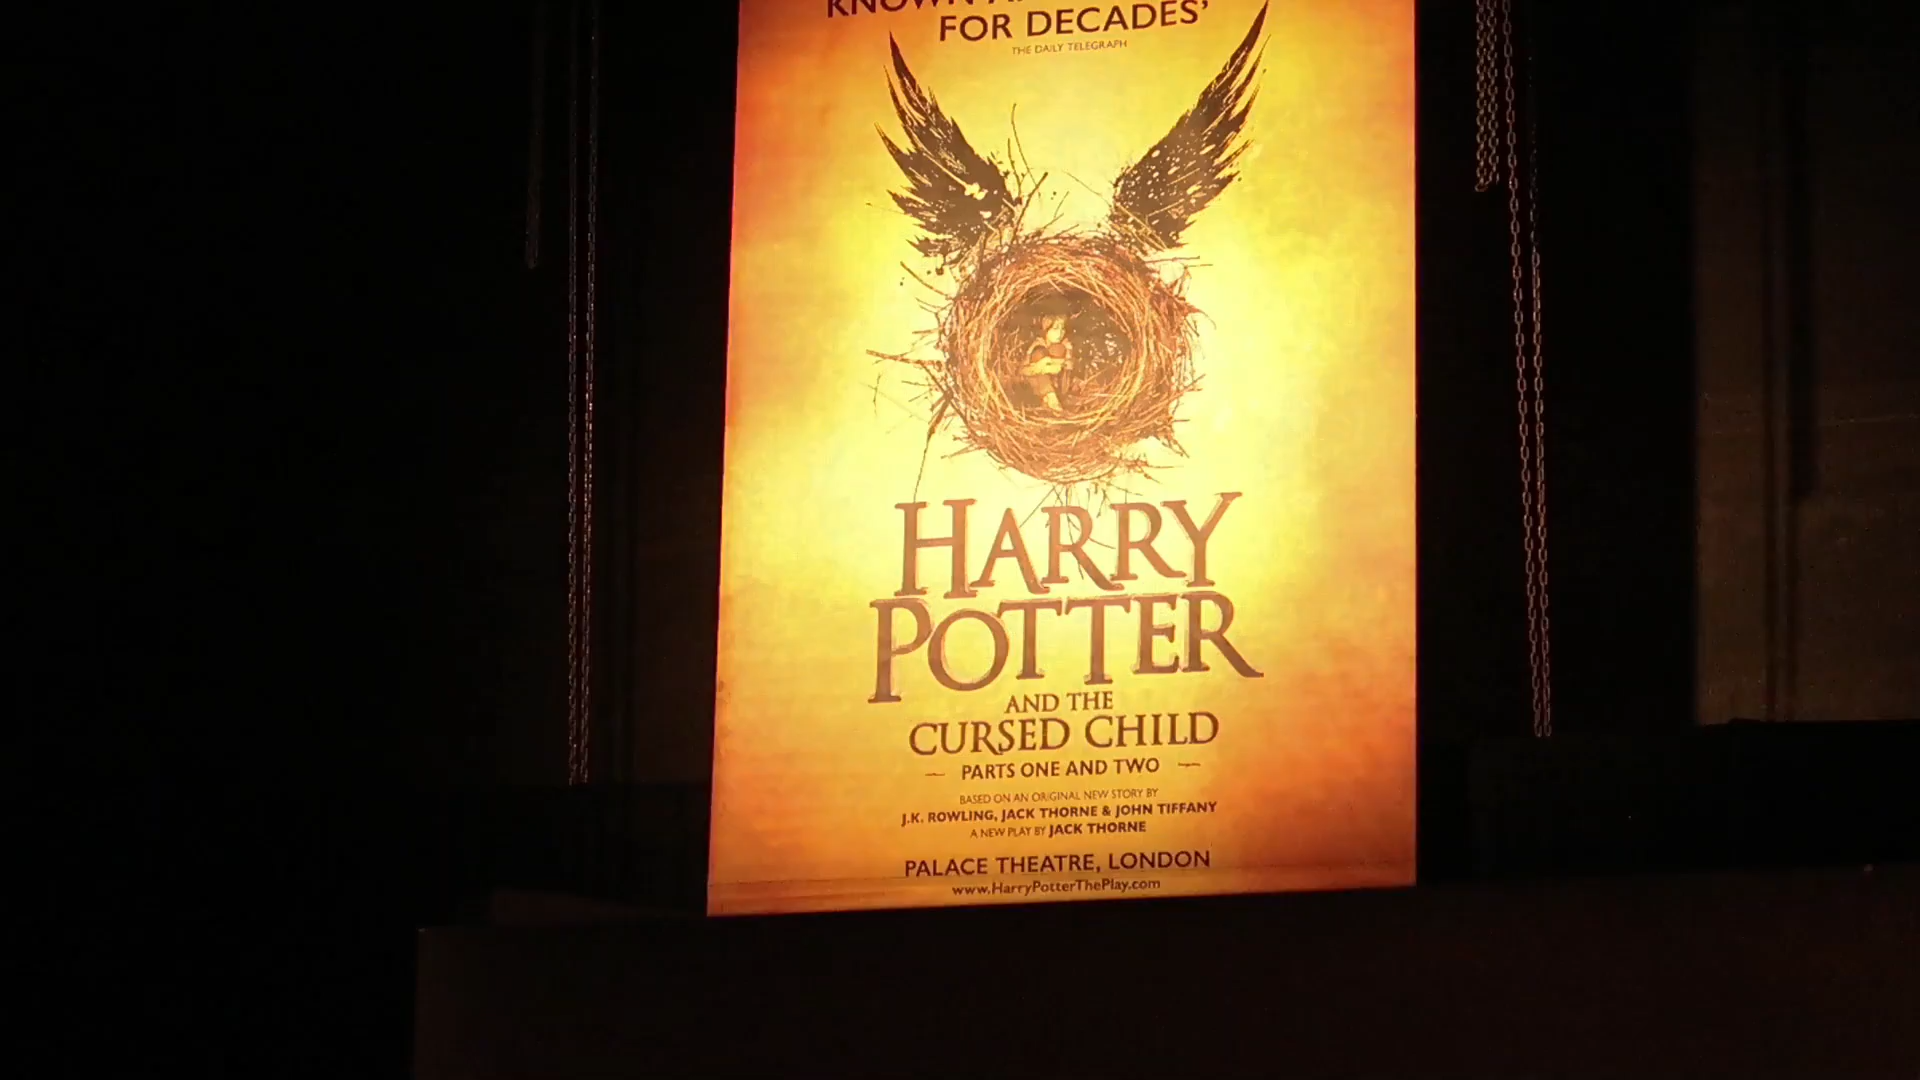 KNOWN
FOR DECADES'
THE DAILY TELEGRAPH
HARRY
POTTER
AND THE
CURSED CHILD
PARTS ONE AND TWO
BASED ON AN ORIGINAL NEW STORY BY
J.K. ROWLING, JACK THORNE & JOHN TIFFANY
A NEW PLAY BY JACK THORNE
PALACE THEATRE, LONDON
www.HarryPotterThePlay.com